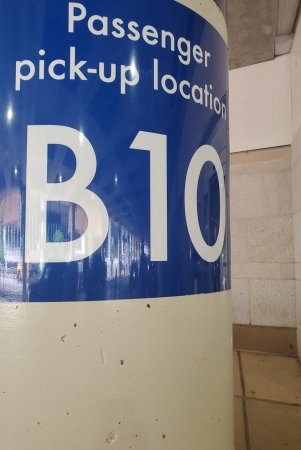 Passenger
pick-up location
B10